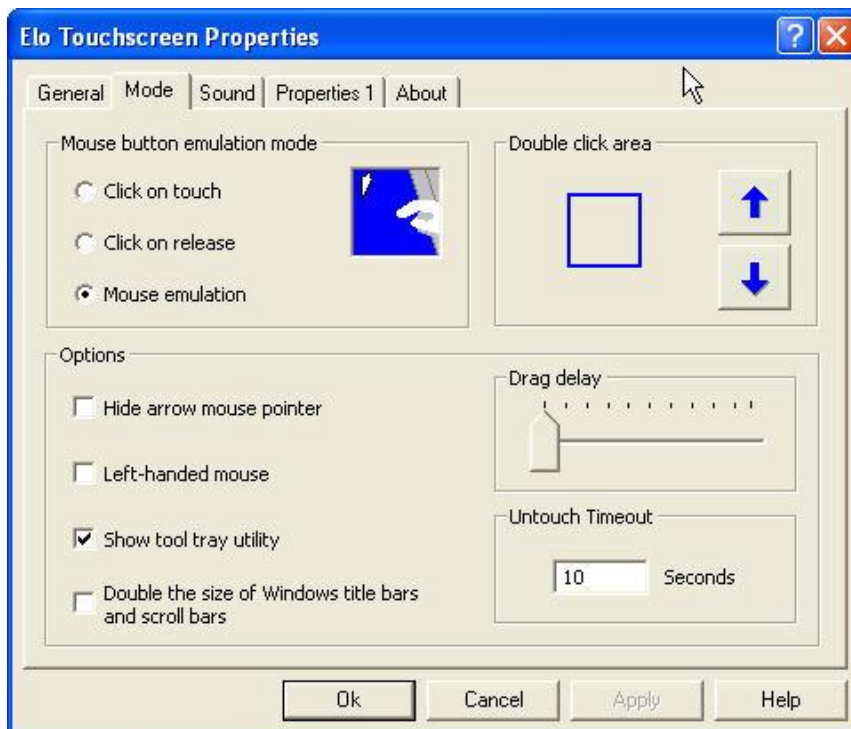 Elo Touchscreen Properties
General Mode Sound Properties 1 About
Mouse button emulation mode
Click on touch
Click on release
Mouse emulation
Double click area
Options
Hide arrow mouse pointer
Left-handed mouse
Show tool tray utility
Double the size of Windows title bars
and scroll bars
Drag delay
Untouch Timeout
10 Seconds
Ok Cancel Apply Help